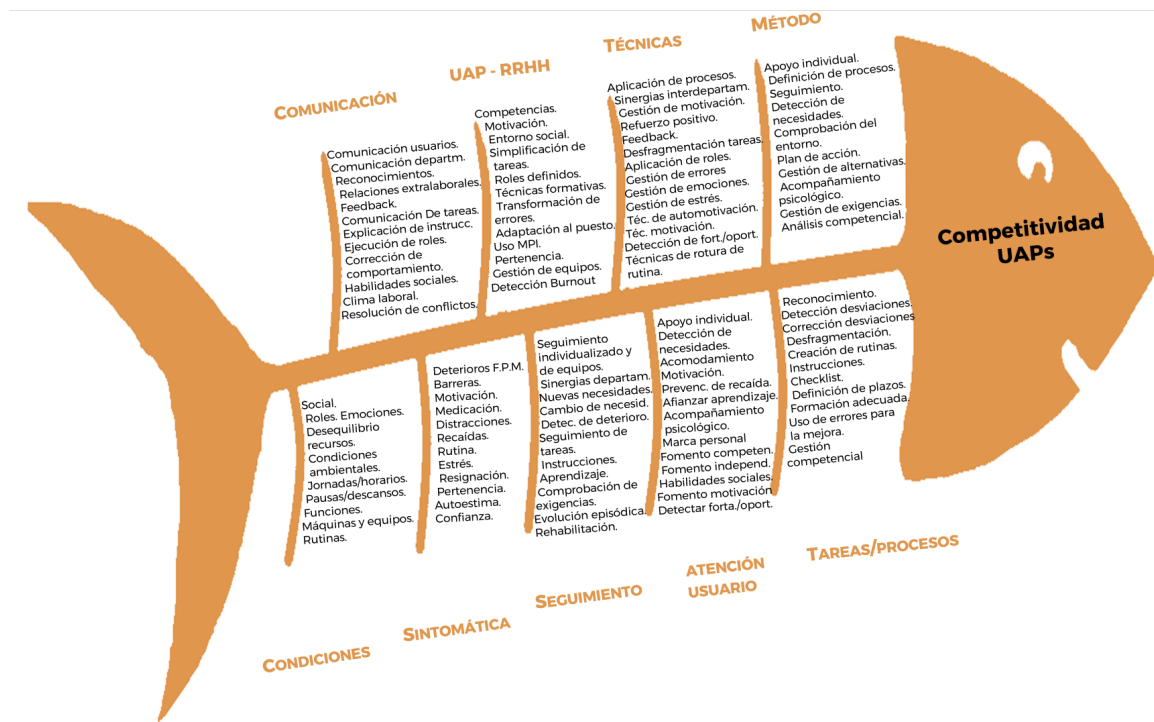 COMUNICACIÓN
Comunicación usuarios.
Comunicación departm.
Reconocimientos.
Relaciones extralaborales.
Feedback.
Comunicación De tareas.
Explicación de instrucc.
Ejecución de roles.
Corrección de
comportamiento.
Habilidades sociales.
Clima laboral.
Resolución de conflictos.
UAP - RRHH
Competencias.
Motivación.
Entorno social.
Simplificación de
tareas.
Roles definidos.
Técnicas formativas.
Transformación de
errores.
Adaptación al puesto.
Uso MPI.
Pertenencia.
Gestión de equipos.
Detección Burnout
TÉCNICAS
Aplicación de procesos.
Sinergias interdepartam.
Gestión de motivación.
Refuerzo positivo.
Feedback.
Desfragmentación tareas.
Aplicación de roles.
Gestión de errores
Gestión de emociones.
Gestión de estrés.
Téc. de automotivación.
Téc. motivación.
Detección de fort./oport.
Técnicas de rotura de
rutina.
MÉTODO
Apoyo individual.
Definición de procesos.
Seguimiento.
Detección de
necesidades.
Comprobación del
entorno.
Plan de acción.
Gestión de alternativas.
Acompañamiento
psicológico.
Gestión de exigencias.
Análisis competencial.
Competitividad
UAPs
Social.
Roles. Emociones.
Desequilibrio
recursos.
Condiciones
ambientales.
Jornadas/horarios.
Pausas/descansos.
Funciones.
Máquinas y equipos.
Rutinas.
CONDICIONES
Deterioros F.P.M.
Barreras.
Motivación.
Medicación.
Distracciones.
Recaídas.
Rutina.
Estrés.
Resignación.
Pertenencia.
Autoestima.
Confianza.
SINTOMÁTICA
Seguimiento
individualizado y
de equipos.
Sinergias departam.
Nuevas necesidades.
Cambio de necesid.
Detec. de deterioro.
Seguimiento de
tareas.
Instrucciones.
Aprendizaje.
Comprobación de
exigencias.
Evolución episódica.
Rehabilitación.
SEGUIMIENTO
Apoyo individual.
Detección de
necesidades.
Acomodamiento
Motivación.
Prevenc. de recaída.
Afianzar aprendizaje.
Acompañamiento
psicológico.
Marca personal
Fomento competen.
Fomento independ.
Habilidades sociales.
Fomento motivación
Detectar forta./oport.
ATENCIÓN
USUARIO
Reconocimiento.
Detección desviaciones.
Corrección desviaciones
Desfragmentación.
Creación de rutinas.
Instrucciones.
Checklist.
Definición de plazos.
Formación adecuada.
Uso de errores para
la mejora.
Gestión
competencial
TAREAS/PROCESOS